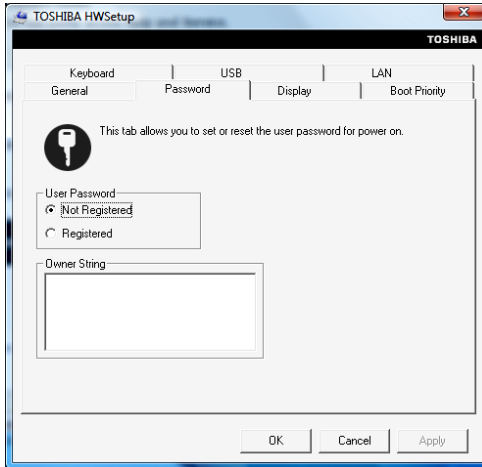 TOSHIBA HWSetup
TOSHIBA
Keyboard USB LAN
General Password Display Boot Priority
This tab allows you to set or reset the user password for power on.
User Password
Not Registered
Registered
Owner String
OK Cancel Apply